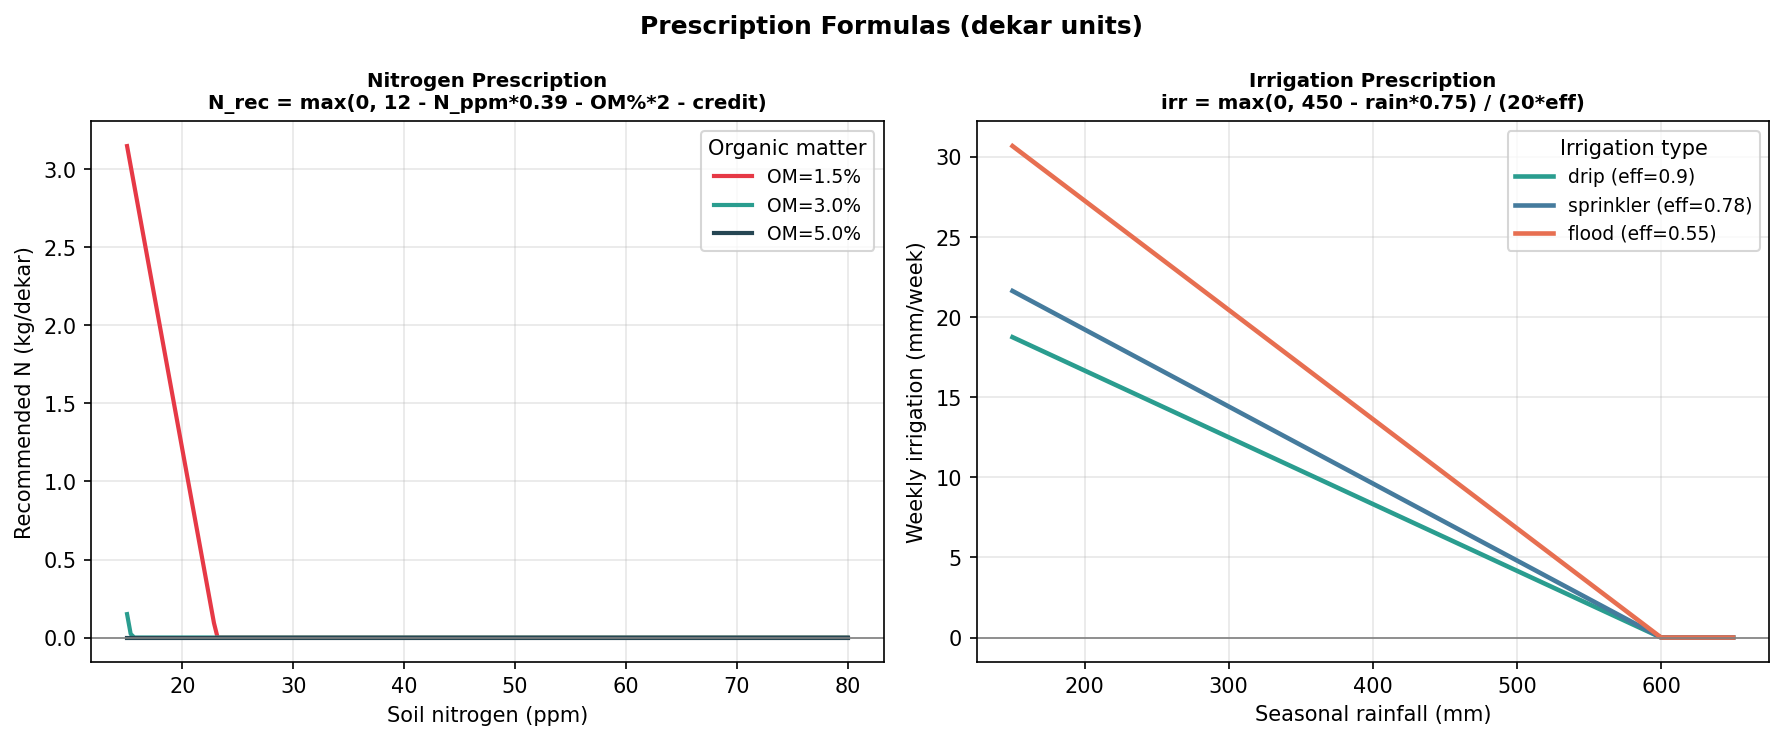 Prescription Formulas (dekar units)
Nitrogen Prescription
N_rec = max(0, 12 - N_ppm*0.39 - OM%*2 - credit)
Organic matter
OM=1.5%
OM=3.0%
OM=5.0%
Recommended N (kg/dekar)
3.0
2.5
2.0
1.5
1.0
0.5
0.0
20
30
40
50
60
70
80
Soil nitrogen (ppm)
Irrigation Prescription
irr = max(0, 450 - rain*0.75) / (20*eff)
Irrigation type
drip (eff=0.9)
sprinkler (eff=0.78)
flood (eff=0.55)
Weekly irrigation (mm/week)
30
25
20
15
10
5
0
200
300
400
500
600
Seasonal rainfall (mm)